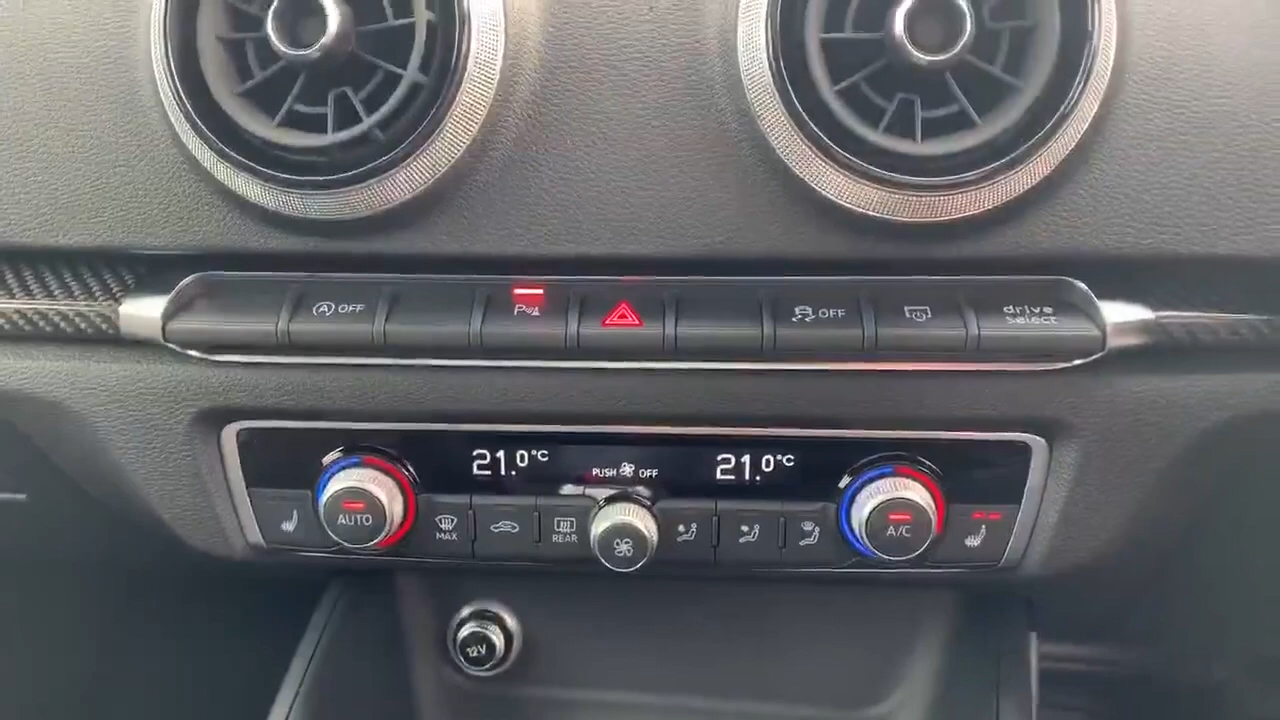 A OFF
P
OFF
drive
select
21.0°C
PUSH OFF
21.0°C
AUTO
MAX
REAR
A/C
12V